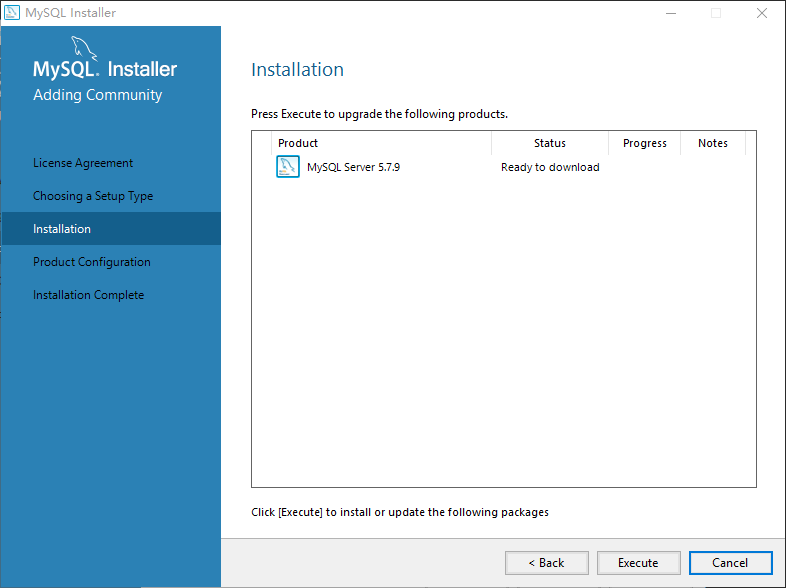 MySQL Installer
MySQL. Installer
Adding Community
License Agreement
Choosing a Setup Type
Installation
Product Configuration
Installation Complete
Installation
Press Execute to upgrade the following products.
Product Status Progress Notes
MySQL Server 5.7.9 Ready to download
Click [Execute] to install or update the following packages
< Back Execute Cancel